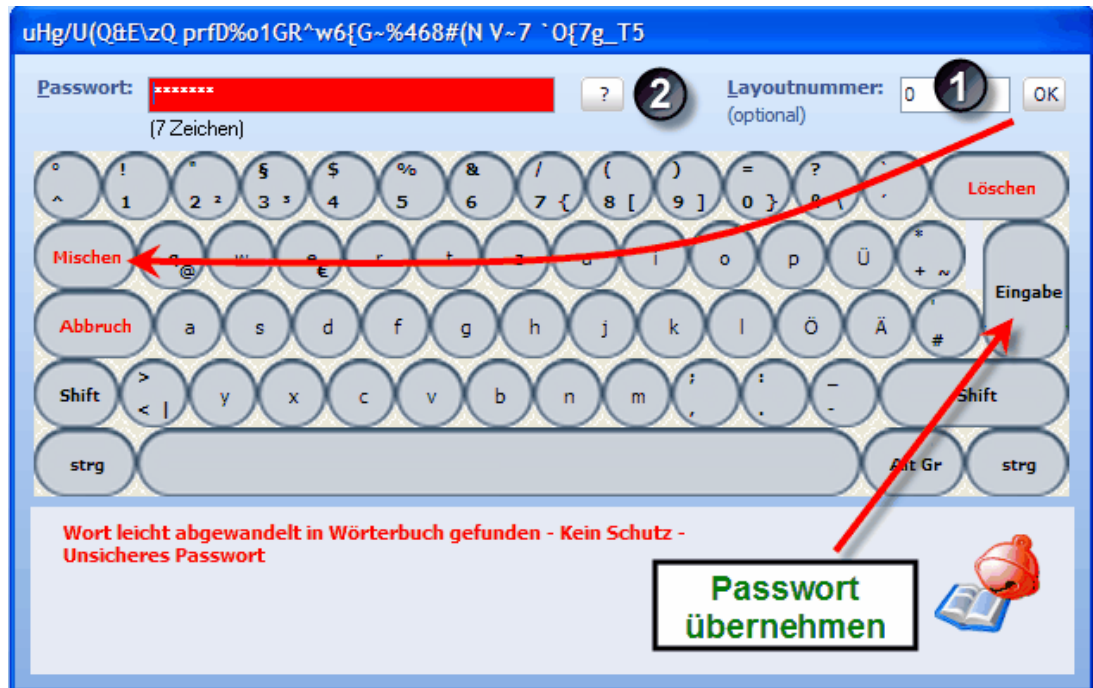 uHg/U(Q&E\zQ prfD%o1GR^w6{G~%468#(N V~7 `O{7g_T5
Passwort: ******* ? 2 Layoutnummer: 0 1 OK
(7 Zeichen) (optional)
° ! " § $ % & / ( ) = ? `
^ 1 2 ² 3 ³ 4 5 6 7 { 8 [ 9 ] 0 } ß \ ´ Löschen
Mischen q @ w e € r t z u i o p Ü * + ~
Eingabe
Abbruch a s d f g h j k l Ö Ä ' #
Shift > < | y x c v b n m ; , : . _ - Shift
strg Alt Gr strg
Wort leicht abgewandelt in Wörterbuch gefunden - Kein Schutz -
Unsicheres Passwort
Passwort
übernehmen